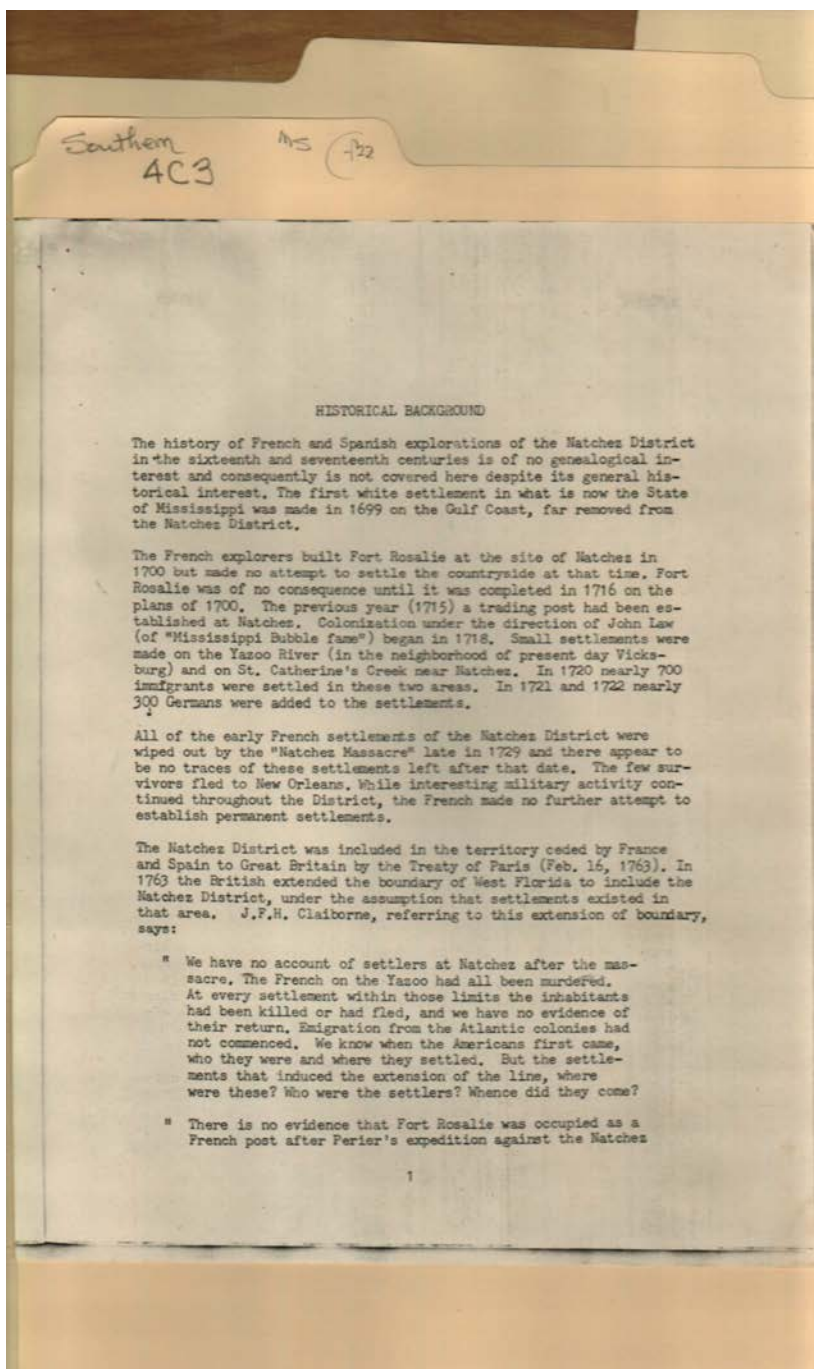 Southern MS
4C3
HISTORICAL BACKGROUND
The history of French and Spanish explorations of the Natchez District
in the sixteenth and seventeenth centuries is of no genealogical in-
terest and consequently is not covered here despite its general his-
torical interest. The first white settlement in what is now the State
of Mississippi was made in 1699 on the Gulf Coast, far removed from
the Natchez District.
The French explorers built Fort Rosalie at the site of Natchez in
1700 but made no attempt to settle the countryside at that time. Fort
Rosalie was of no consequence until it was completed in 1716 on the
plans of 1700. The previous year (1715) a trading post had been es-
tablished at Natchez. Colonization under the direction of John Law
(of "Mississippi Bubble fame") began in 1718. Small settlements were
made on the Yazoo River (in the neighborhood of present day Vicks-
burg) and on St. Catherine's Creek near Natchez. In 1720 nearly 700
immigrants were settled in these two areas. In 1721 and 1722 nearly
300 Germans were added to the settlements.
All of the early French settlements of the Natchez District were
wiped out by the "Natchez Massacre" late in 1729 and there appear to
be no traces of these settlements left after that date. The few sur-
vivors fled to New Orleans. While interesting military activity con-
tinued throughout the District, the French made no further attempt to
establish permanent settlements.
The Natchez District was included in the territory ceded by France
and Spain to Great Britain by the Treaty of Paris (Feb. 16, 1763). In
1763 the British extended the boundary of West Florida to include the
Natchez District, under the assumption that settlements existed in
that area. J.F.H. Claiborne, referring to this extension of boundary,
says:
" We have no account of settlers at Natchez after the mas-
sacre. The French on the Yazoo had all been murdered.
At every settlement within those limits the inhabitants
had been killed or had fled, and we have no evidence of
their return. Emigration from the Atlantic colonies had
not commenced. We know when the Americans first came,
who they were and where they settled. But the settle-
ments that induced the extension of the line, where
were these? Who were the settlers? Whence did they come?
" There is no evidence that Fort Rosalie was occupied as a
French post after Perier's expedition against the Natchez
1